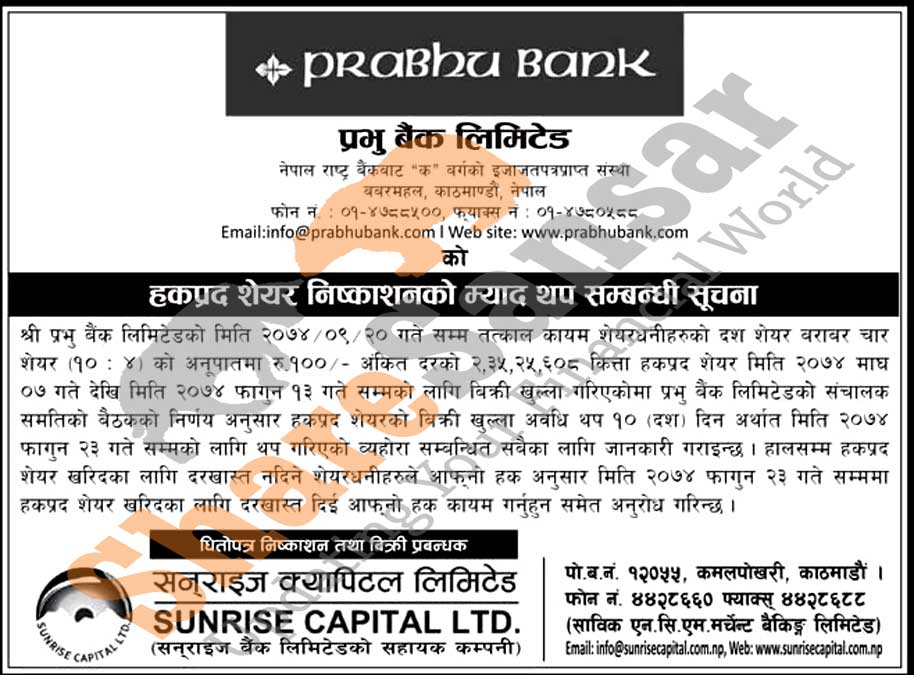 PRABHU BANK
प्रभु बैंक लिमिटेड
नेपाल राष्ट्र बैंकबाट “क” बर्गको इजाजतपत्रप्राप्त संस्था
बबरमहल, काठमाण्डौं, नेपाल
फोन नं. : ०१-४७८८५००, फ्याक्स नं : ०१-४७८०५८८
Email:info@prabhubank.com l Web site: www.prabhubank.com
को
हकप्रद शेयर निष्काशनको म्याद थप सम्बन्धी सूचना
श्री प्रभु बैंक लिमिटेडको मिति २०७४/०९/२० गते सम्म तत्काल कायम शेयरधनीहरुको दश शेयर बराबर चार
शेयर (१० : ४) को अनूपातमा रु.१००/- अंकित दरको २,३५,२५,६०८ कित्ता हकप्रद शेयर मिति २०७४ माघ
०७ गते देखि मिति २०७४ फागुन १३ गते सम्मका लागि बिक्री खुल्ला गरिएकोमा प्रभु बैंक लिमिटेडको संचालक
समतिको बैठकको निर्णय अनुसार हकप्रद शेयरको बिक्री खुल्ला अवधि थप १० (दश) दिन अर्थात मिति २०७४
फागुन २३ गते सम्मको लागि थप गरिएको व्यहोरा सम्बन्धित सबैका लागि जानकारी गराइन्छ । हालसम्म हकप्रद
शेयर खरिदका लागि दरखास्त नदिने शेयरधनीहरुले आफ्नो हक अनुसार मिति २०७४ फागुन २३ गते सम्ममा
हकप्रद शेयर खरिदका लागि दरखास्त दिई आफ्नो हक कायम गर्नुहुन समेत अनुरोध गरिन्छ ।
धितोपत्र निष्काशन तथा बिक्री प्रबन्धक
सनराइज क्यापिटल लिमिटेड
SUNRISE CAPITAL LTD.
(सनराइज बैंक लिमिटेडको सहायक कम्पनी)
SUNRISE CAPITAL LTD.
पो.ब.नं. १२०५५, कमलपोखरी, काठमाडौं ।
फोन नं. ४४२८६६० फ्याक्स् ४४२८६८८
(साविक एन.सि.एम.मर्चेन्ट बैकिङ्ग लिमिटेड)
Email: info@sunrisecapital.com.np, Web: www.sunrisecapital.com.np
ShareSansar
Updating Your Financial World